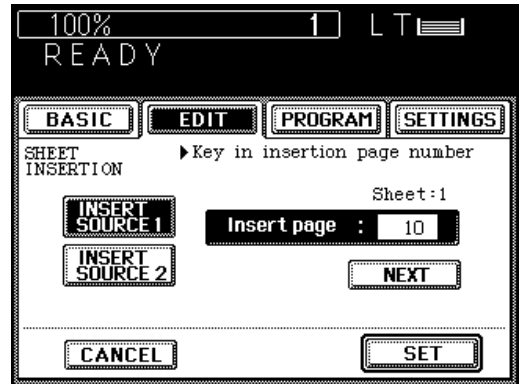 100% 1 LT
READY
BASIC EDIT PROGRAM SETTINGS
SHEET INSERTION
▶Key in insertion page number
Sheet:1
INSERT SOURCE 1
Insert page : 10
INSERT SOURCE 2
NEXT
CANCEL SET